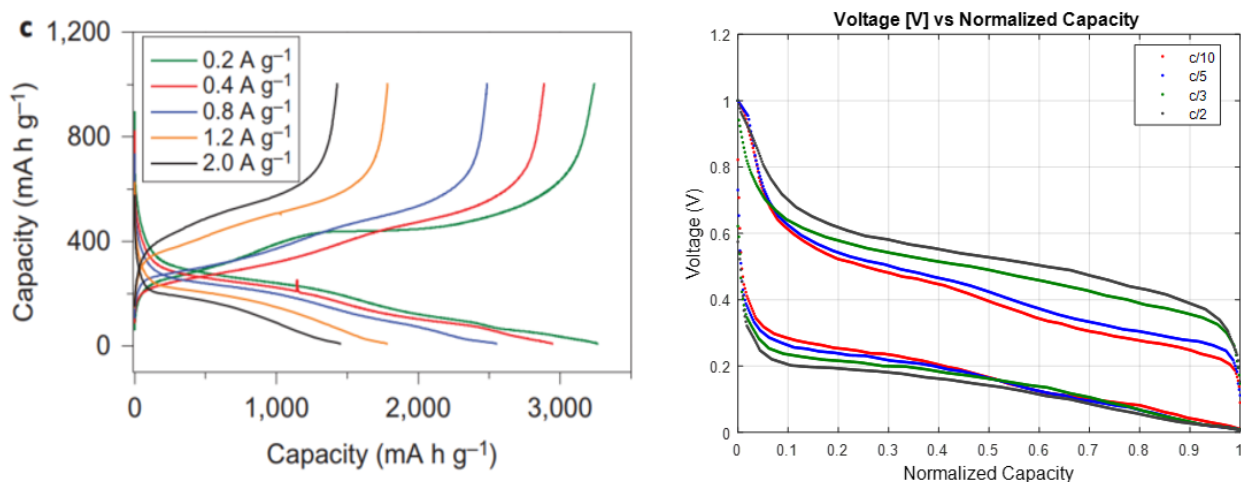 c
Capacity (mA h g–1)
1,200
800
400
0
0.2 A g–1
0.4 A g–1
0.8 A g–1
1.2 A g–1
2.0 A g–1
0
1,000
2,000
3,000
Capacity (mA h g–1)
Voltage [V] vs Normalized Capacity
Voltage (V)
1.2
1
0.8
0.6
0.4
0.2
0
c/10
c/5
c/3
c/2
0
0.1
0.2
0.3
0.4
0.5
0.6
0.7
0.8
0.9
1
Normalized Capacity